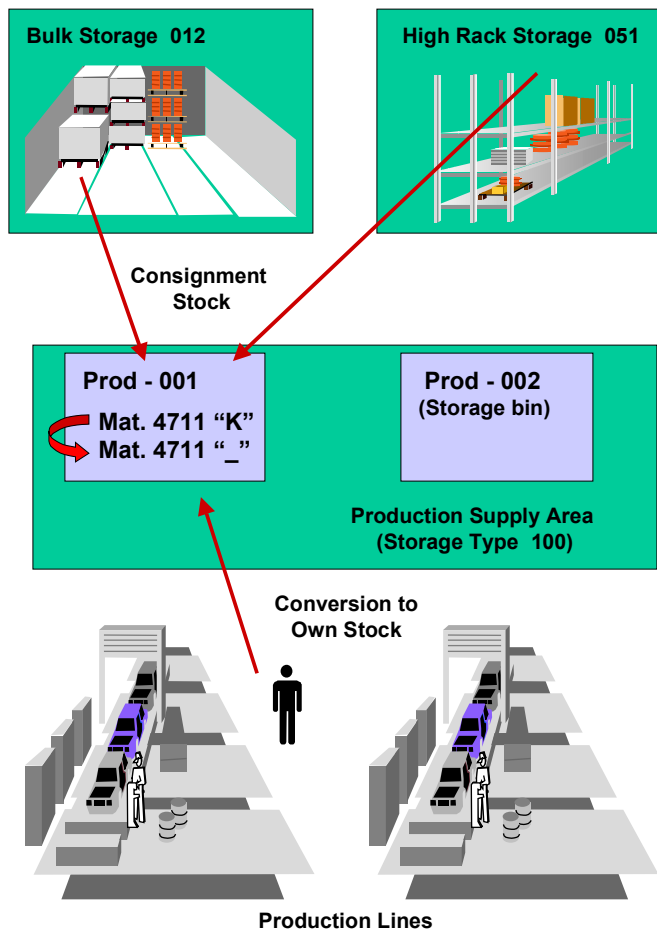 Bulk Storage 012
High Rack Storage 051
Consignment
Stock
Prod - 001
Mat. 4711 “K”
Mat. 4711 “_”
Prod - 002
(Storage bin)
Production Supply Area
(Storage Type 100)
Conversion to
Own Stock
Production Lines